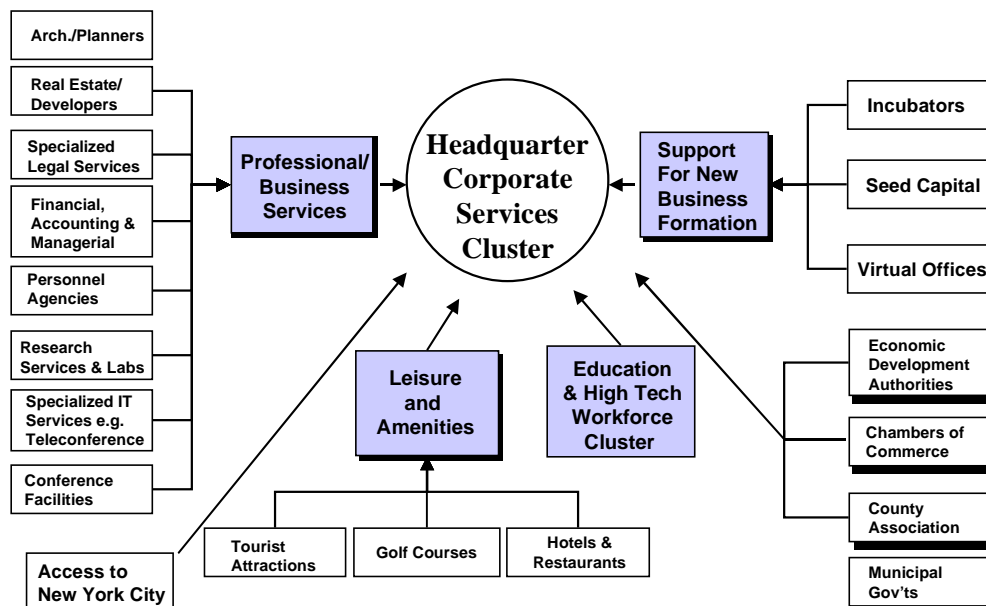 Arch./Planners
Real Estate/
Developers
Specialized
Legal Services
Financial,
Accounting &
Managerial
Personnel
Agencies
Research
Services & Labs
Specialized IT
Services e.g.
Teleconference
Conference
Facilities
Access to
New York City
Professional/
Business
Services
Headquarter
Corporate
Services
Cluster
Support
For New
Business
Formation
Incubators
Seed Capital
Virtual Offices
Leisure
and
Amenities
Education
& High Tech
Workforce
Cluster
Tourist
Attractions
Golf Courses
Hotels &
Restaurants
Economic
Development
Authorities
Chambers of
Commerce
County
Association
Municipal
Gov'ts